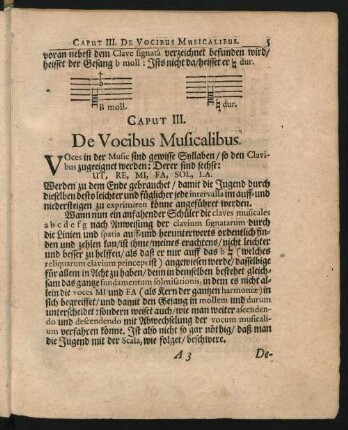 CAPUT III. DE VOCIBUS MUSICALIBUS. 5
voran nebest dem Clave signatâ verzeichnet befunden wird/
heisset der Gesang b moll: Ists nicht da/heisset er ♮ dur.
B moll. ♮ dur.
CAPUT III.
De Vocibus Musicalibus.
VOces in der Music sind gewisse Syllaben/ so den Clavi-
bus zugeeignet werden: Derer sind sechse:
UT, RE, MI, FA, SOL, LA.
Werden zu dem Ende gebrauchet/ damit die Jugend durch
dieselben desto leichter und füglicher jede intervalla im auff- und
niedersteigen zu exprimiren könne angeführet werden.
Wann nun ein anfahender Schüler die claves musicales
a b c d e f g nach Anweisung der clavium signatarum durch
die Linien und spatia auff- und herunterwerts ordentlich fin-
den und zehlen kan/ist ihme/meines erachtens/nicht leichter
und besser zu helffen/als daß er nur auff das b ♮ (welches
reliquarum clavium princeps ist) angewiesen werde/daselbige
für allem in Acht zu haben/denn in demselben bestehet gleich-
sam das gantze fundamentum solmisationis, in dem es nicht al-
lein die voces MI und FA (als Kern der gantzen harmoniæ) in
sich begreiffet/ und damit den Gesang in mollem und durum
unterscheidet: sondern weiset auch/wie man weiter ascenden-
do und descendendo mit Abwechselung der vocum musicali-
um verfahren könne. Ist also nicht so gar nötig/ daß man
die Jugend mit der Scala, wie folget/beschwere.
A 3 De-